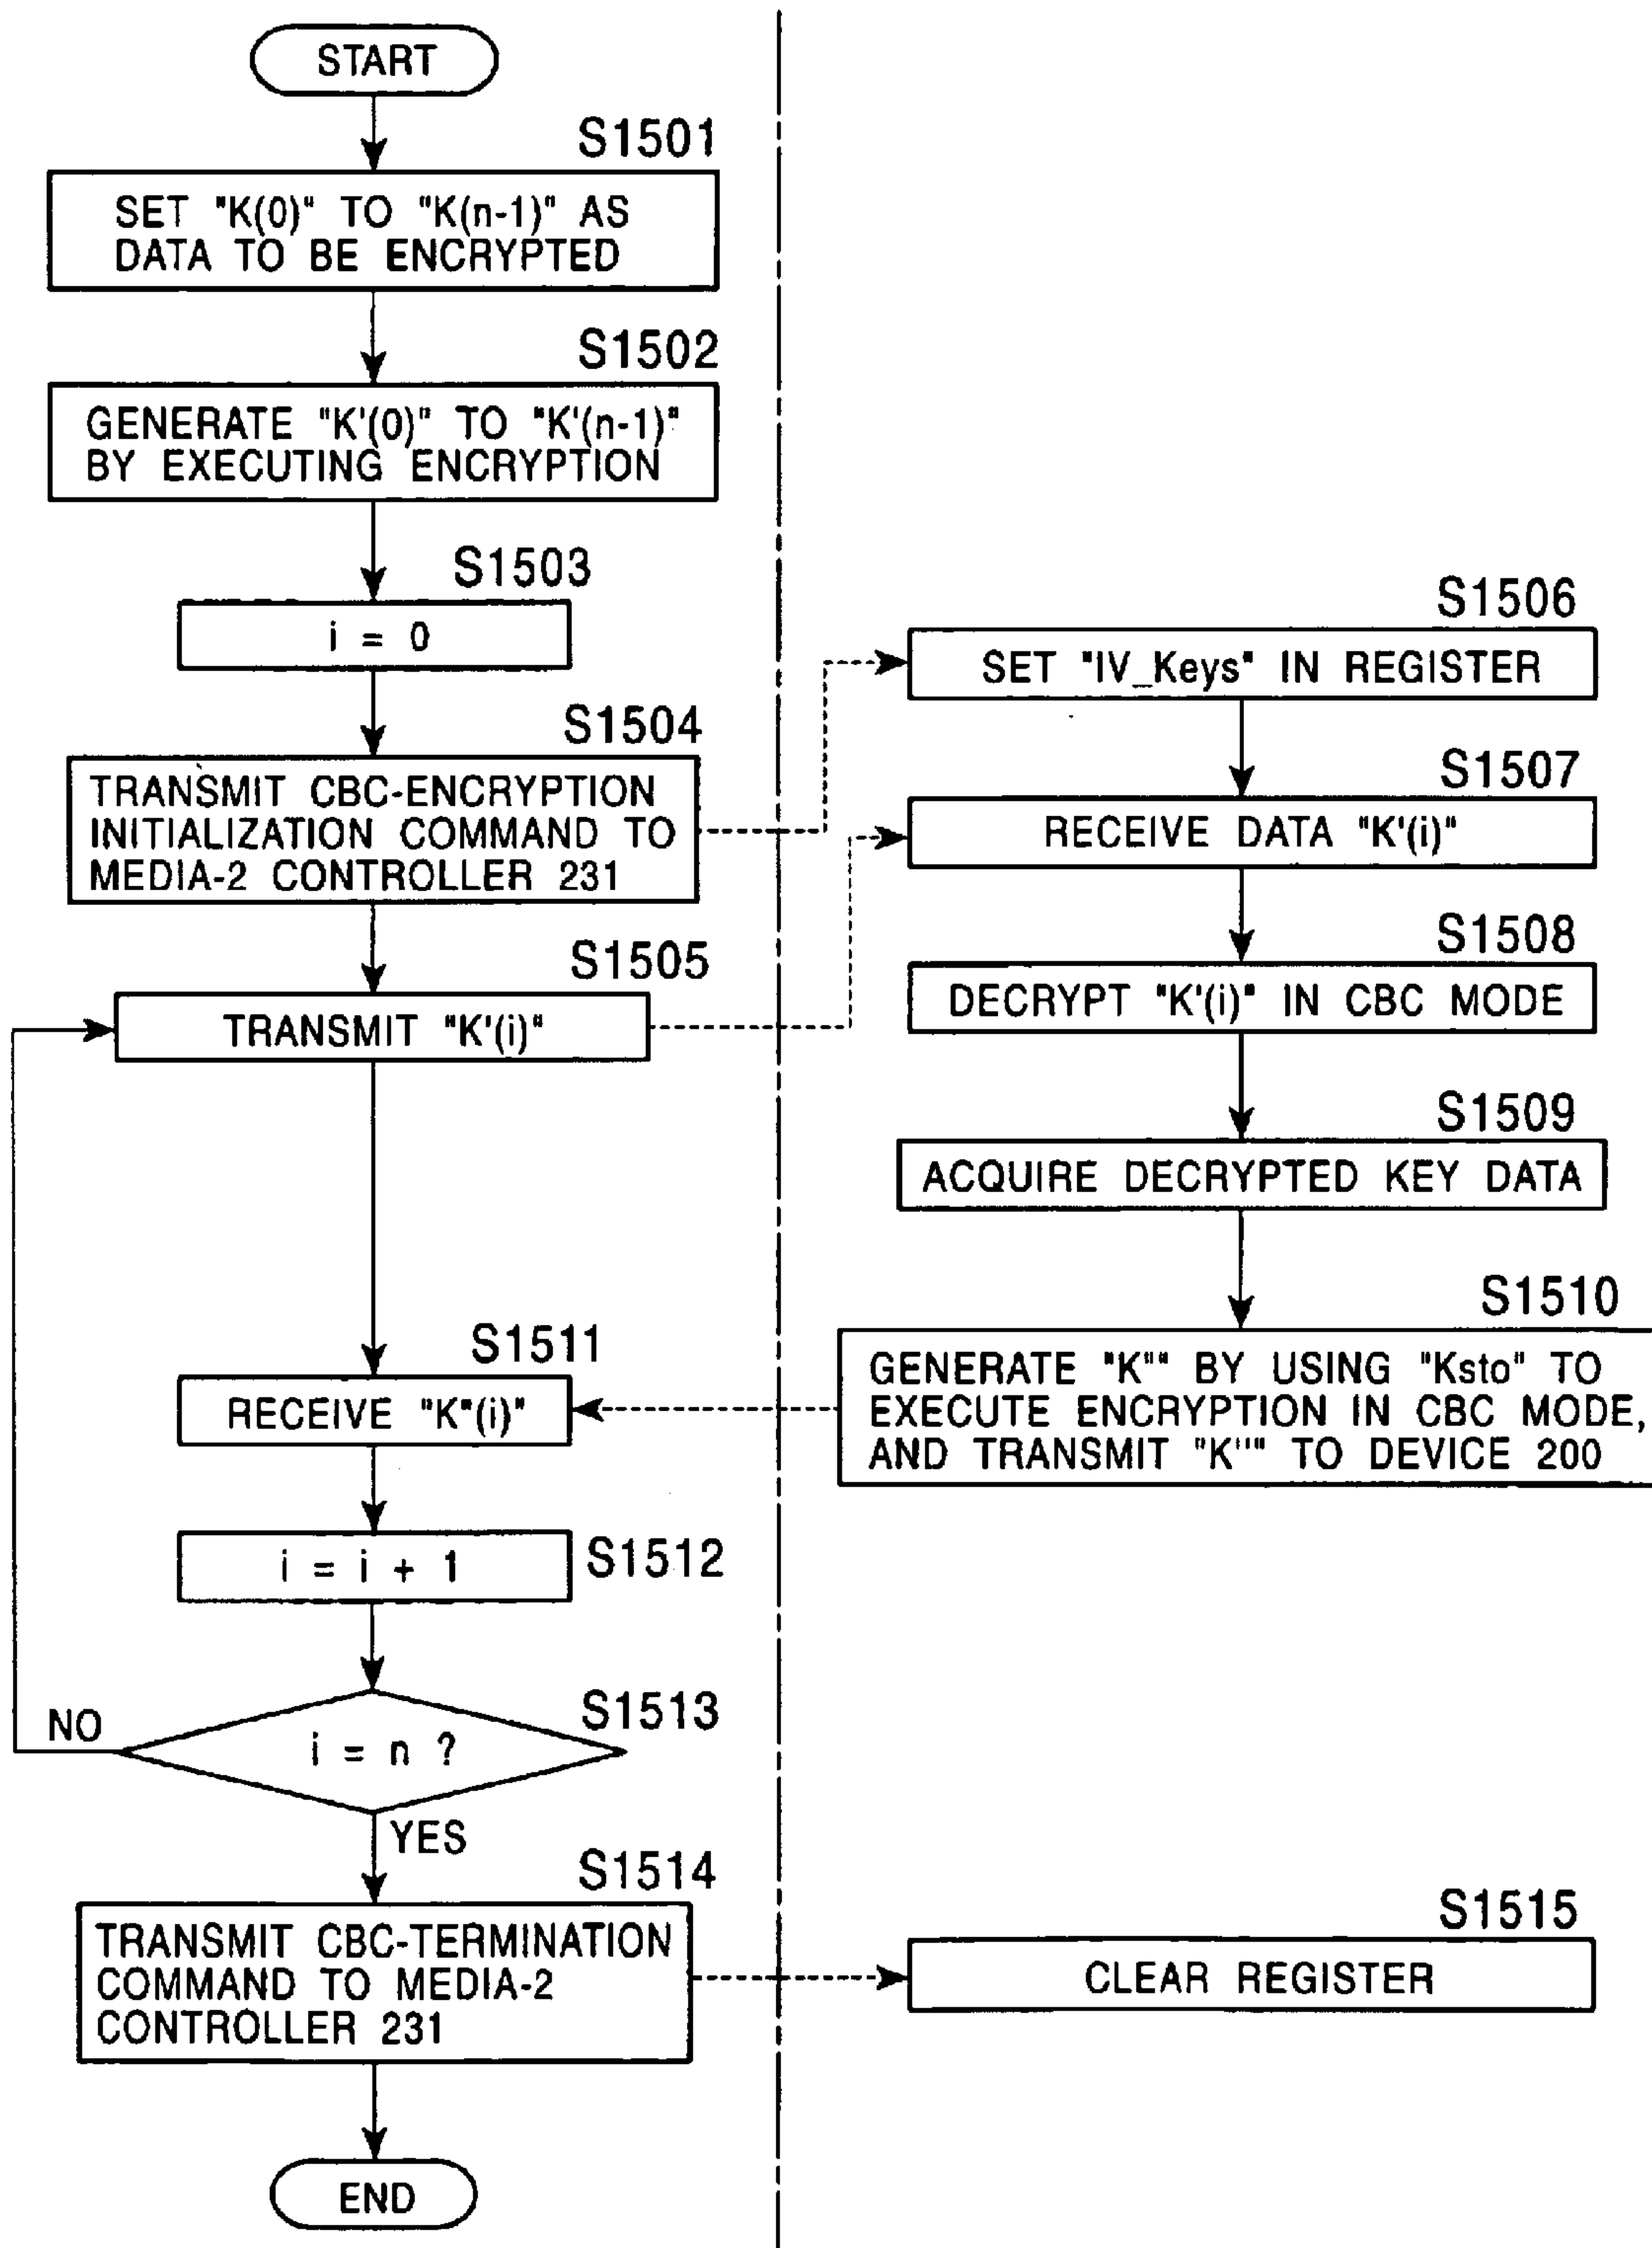 START
S1501
SET "K(0)" TO "K(n-1)" AS
DATA TO BE ENCRYPTED
S1502
GENERATE "K'(0)" TO "K'(n-1)"
BY EXECUTING ENCRYPTION
S1503
i = 0
S1504
TRANSMIT CBC-ENCRYPTION
INITIALIZATION COMMAND TO
MEDIA-2 CONTROLLER 231
S1505
TRANSMIT "K'(i)"
S1506
SET "IV_Keys" IN REGISTER
S1507
RECEIVE DATA "K'(i)"
S1508
DECRYPT "K'(i)" IN CBC MODE
S1509
ACQUIRE DECRYPTED KEY DATA
S1510
GENERATE "K"" BY USING "Ksto" TO
EXECUTE ENCRYPTION IN CBC MODE,
AND TRANSMIT "K"" TO DEVICE 200
S1511
RECEIVE "K"(i)"
i = i + 1
S1512
S1513
i = n ?
NO
YES
S1514
TRANSMIT CBC-TERMINATION
COMMAND TO MEDIA-2
CONTROLLER 231
S1515
CLEAR REGISTER
END